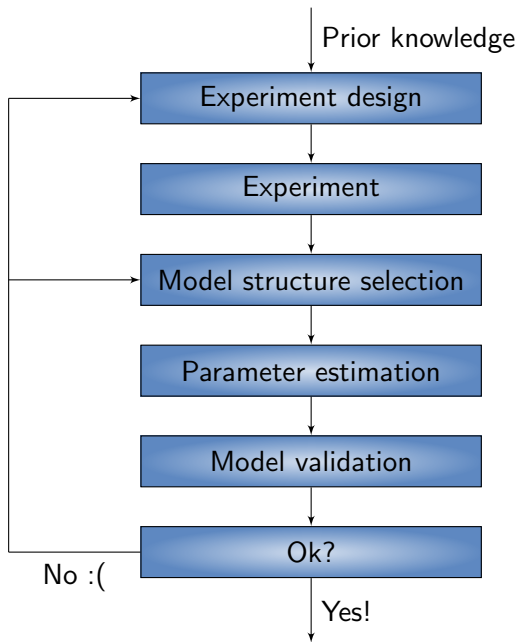 Prior knowledge
Experiment design
Experiment
Model structure selection
Parameter estimation
Model validation
Ok?
No :(
Yes!